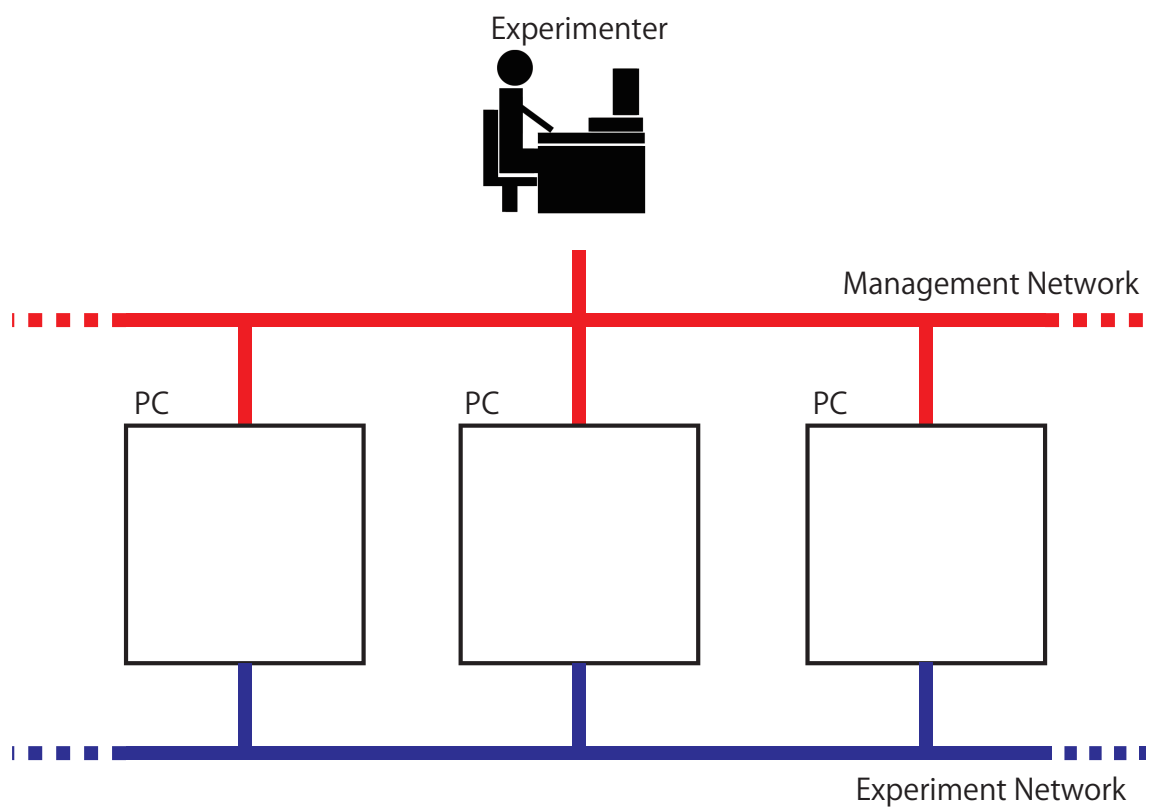 Experimenter
Management Network
PC
PC
PC
Experiment Network